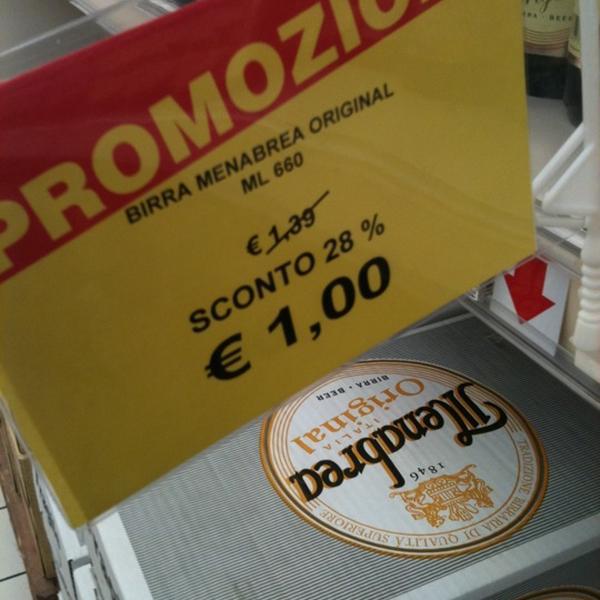 PROMOZIO
BIRRA MENABREA ORIGINAL
ML 660
€ 1,39
SCONTO 28 %
€ 1,00
BIRRA • BEER
ITALIA
Original
Menabrea
1846
TRADIZIONE BIRRARIA DI QUALITÀ SUPERIORE
BEER